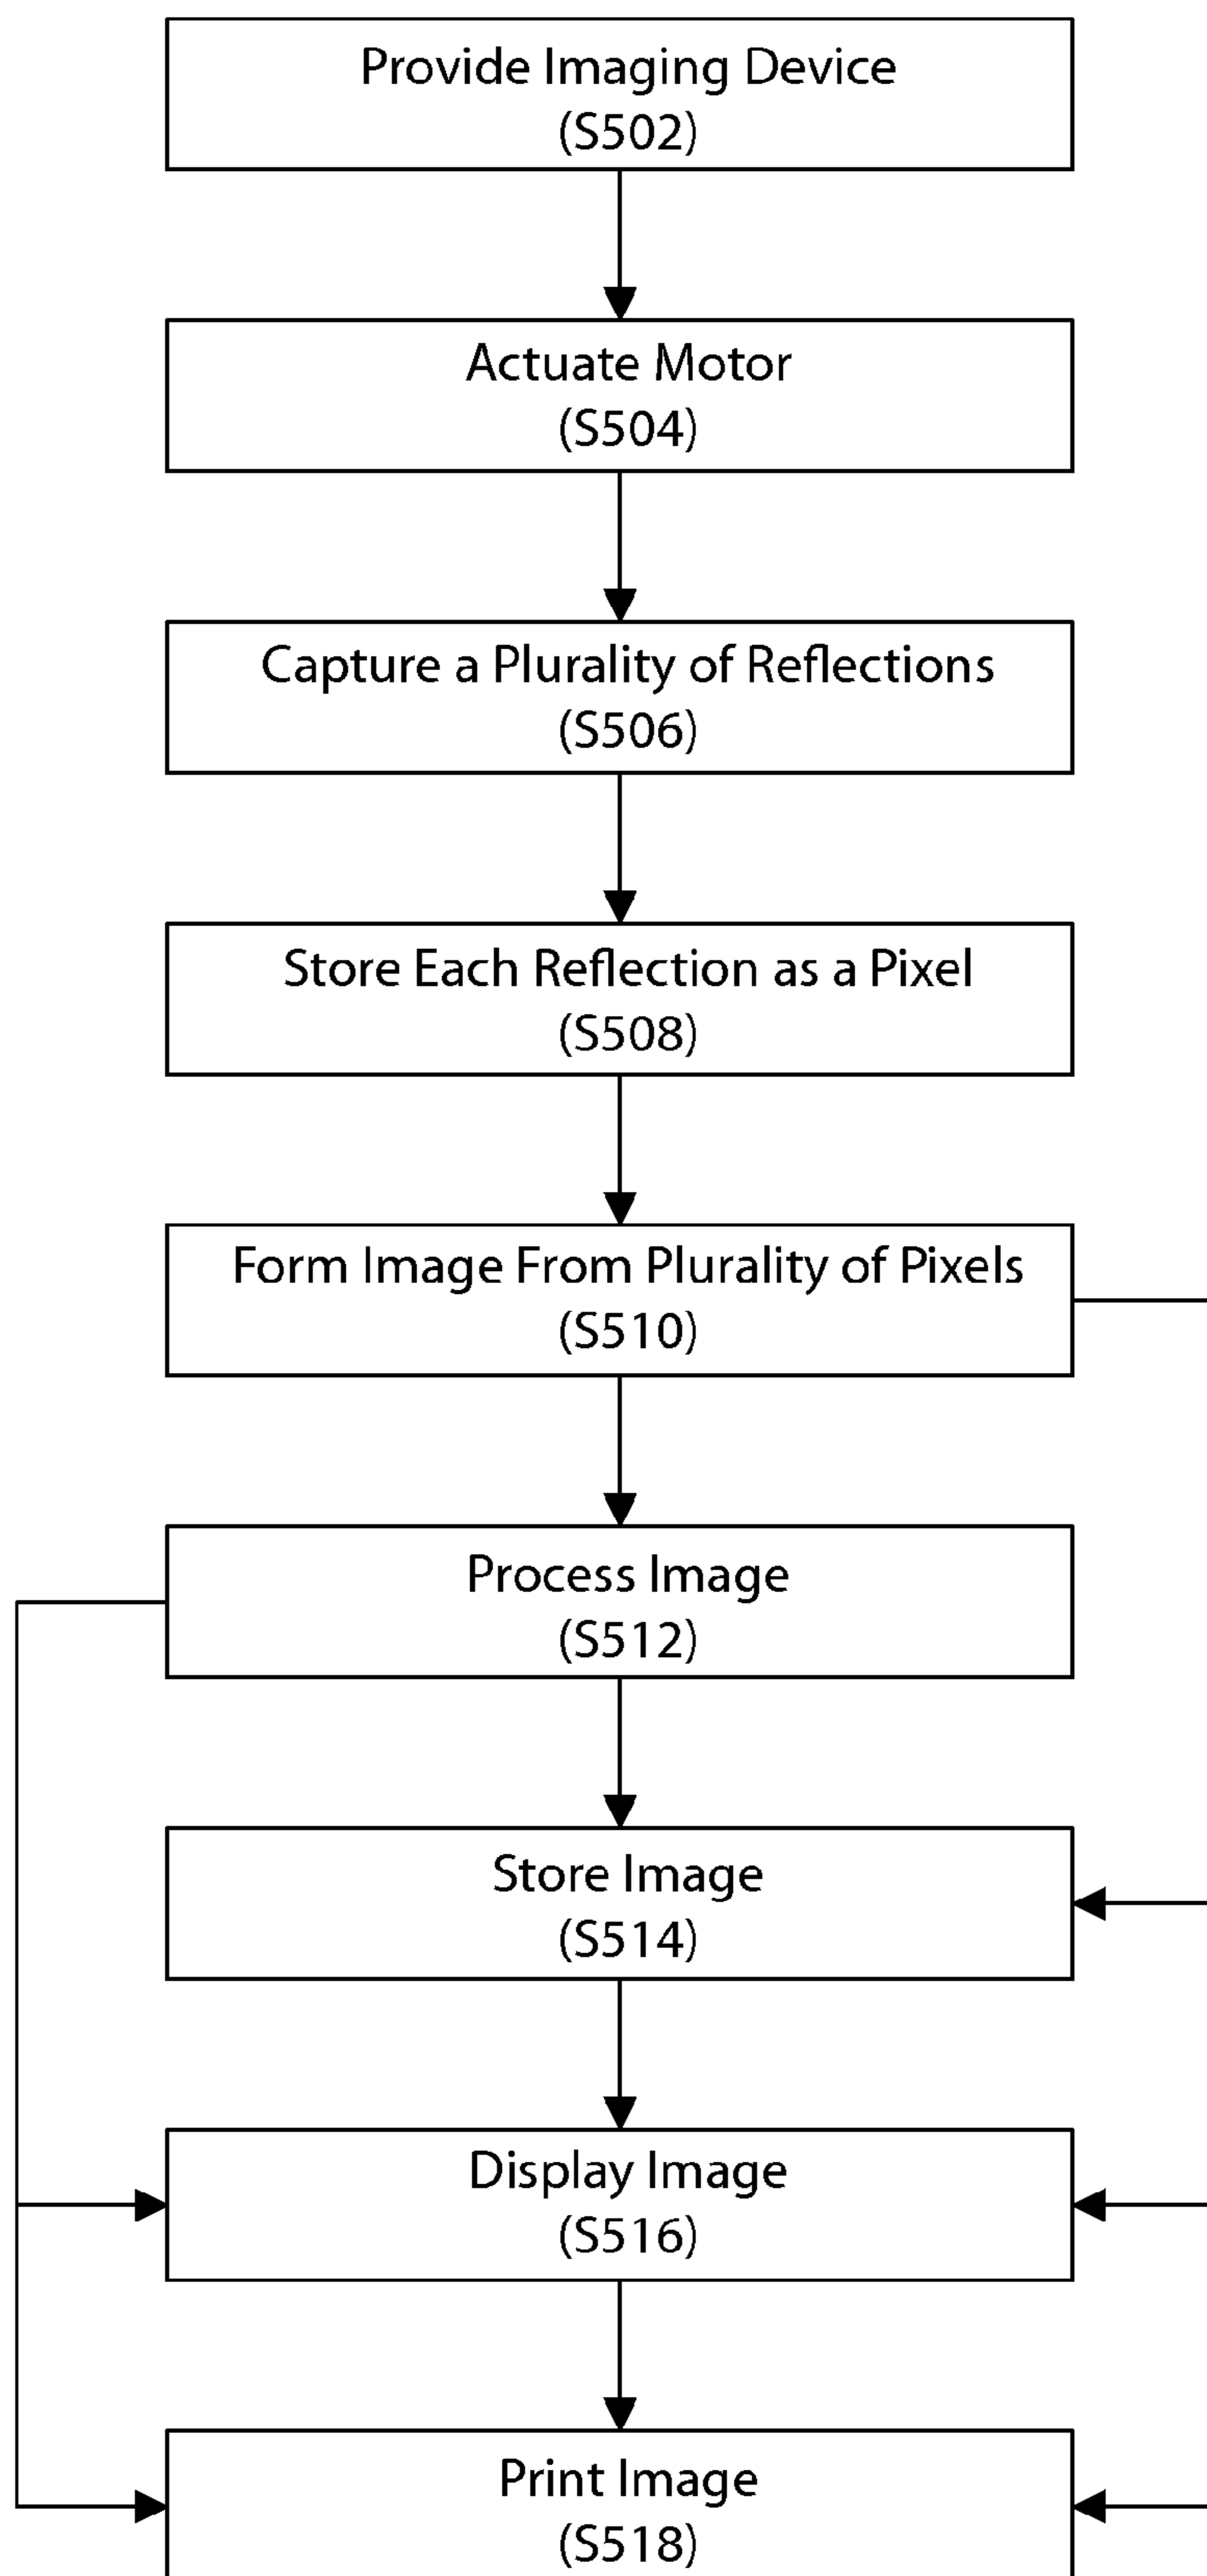 Provide Imaging Device
(S502)
Actuate Motor
(S504)
Capture a Plurality of Reflections
(S506)
Store Each Reflection as a Pixel
(S508)
Form Image From Plurality of Pixels
(S510)
Process Image
(S512)
Store Image
(S514)
Display Image
(S516)
Print Image
(S518)